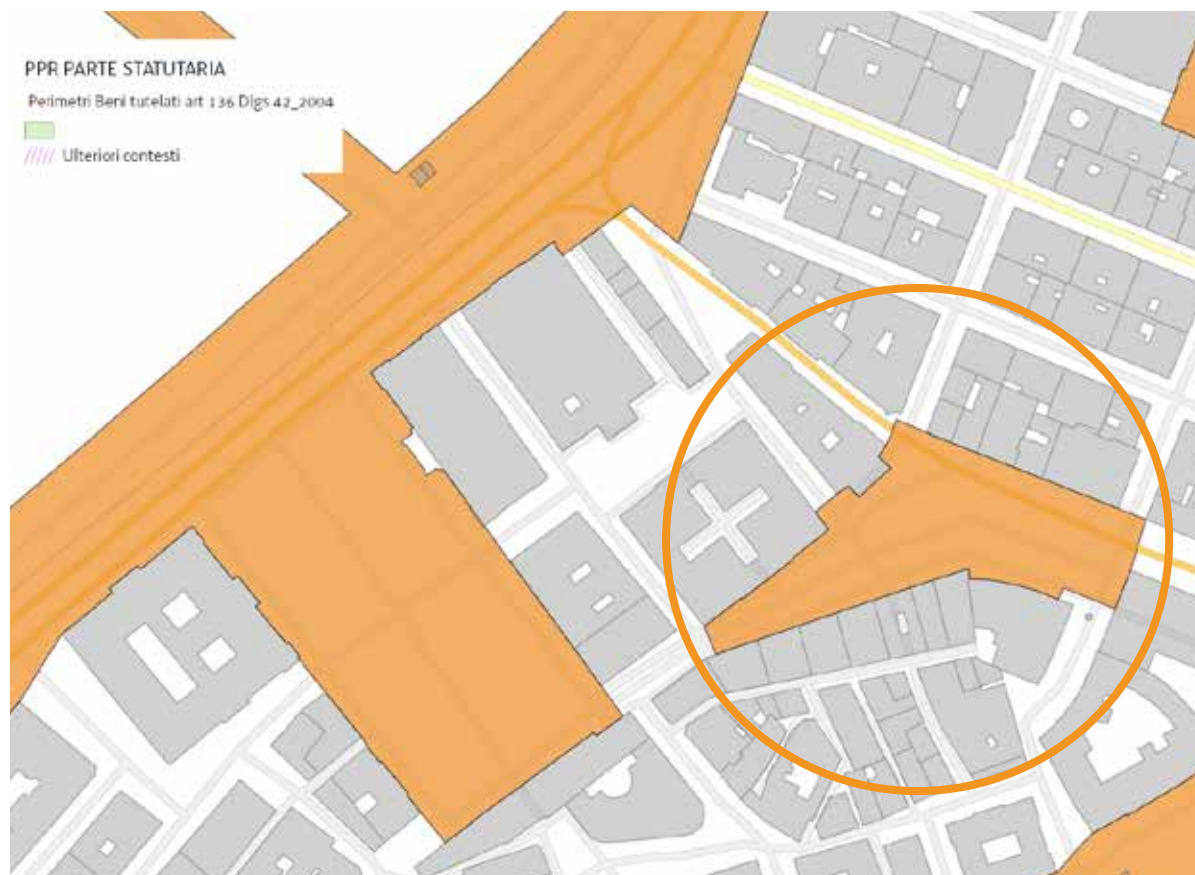 PPR PARTE STATUTARIA
Perimetri Beni tutelati art 136 Dlgs 42_2004
Ulteriori contesti